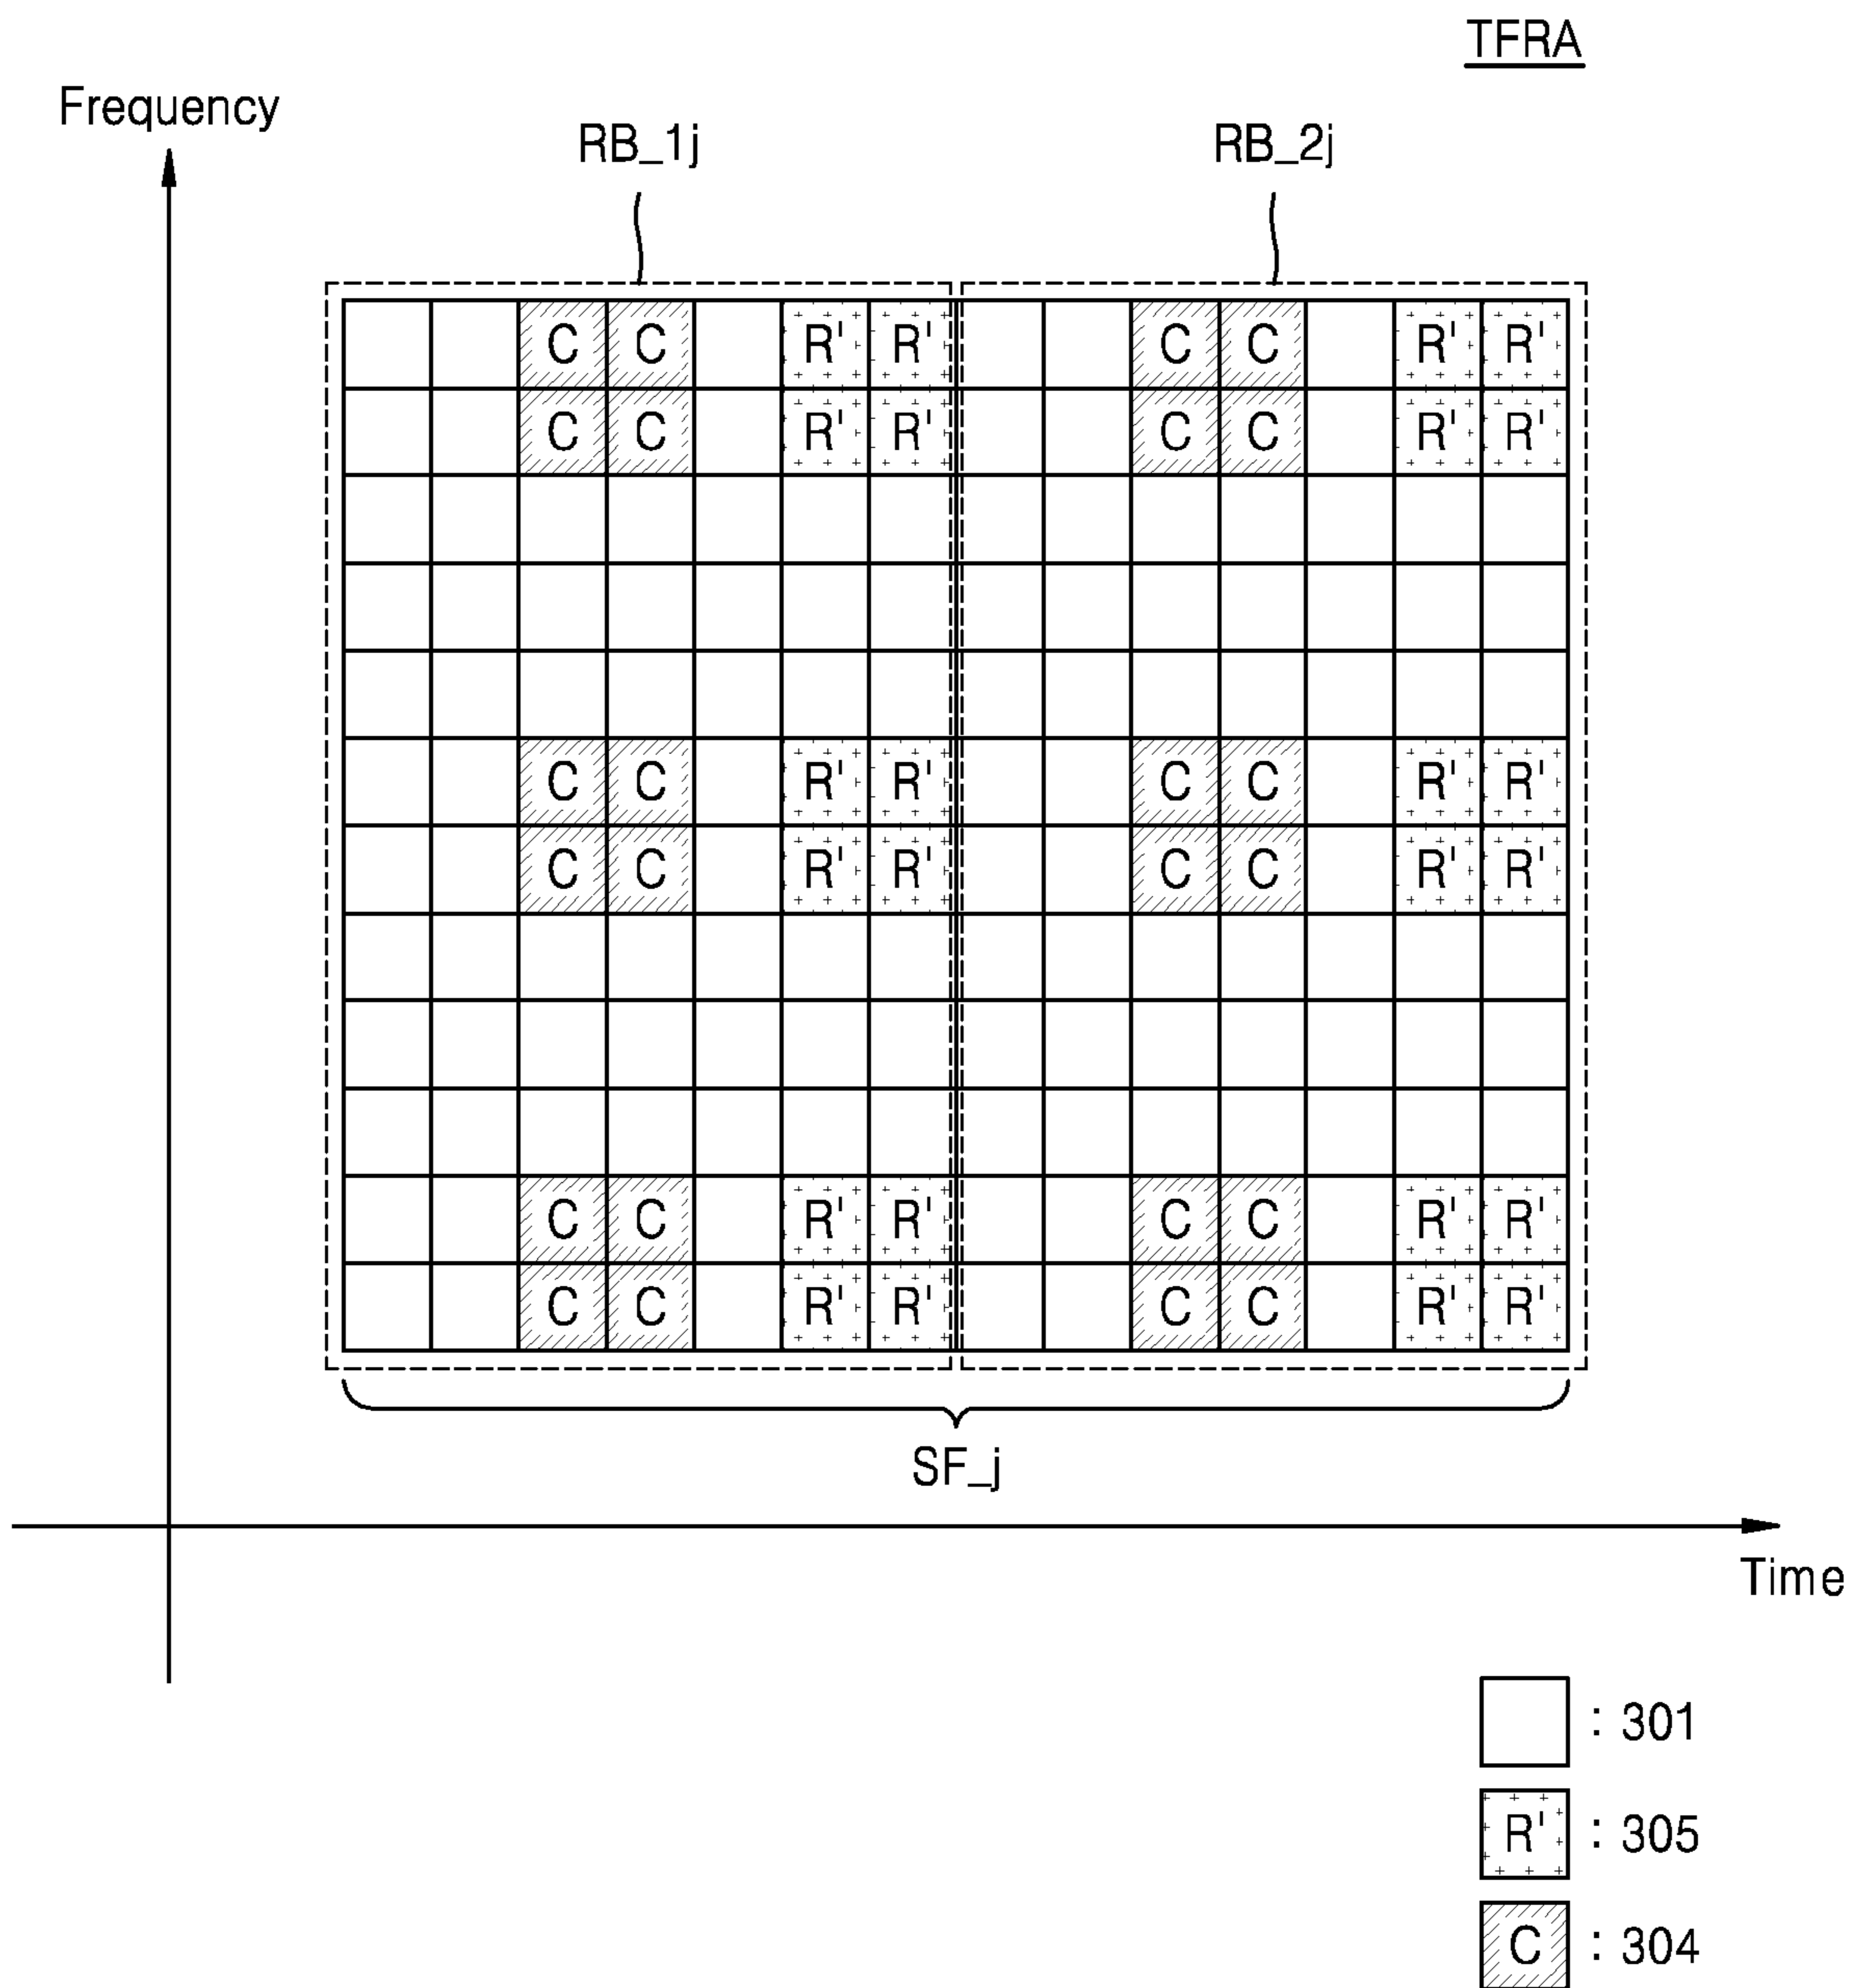 TFRA
Frequency
RB_1j RB_2j
C C R' R' C C R' R'
C C R' R' C C R' R'
C C R' R' C C R' R'
C C R' R' C C R' R'
C C R' R' C C R' R'
C C R' R' C C R' R'
SF_j
Time
: 301
R' : 305
C : 304